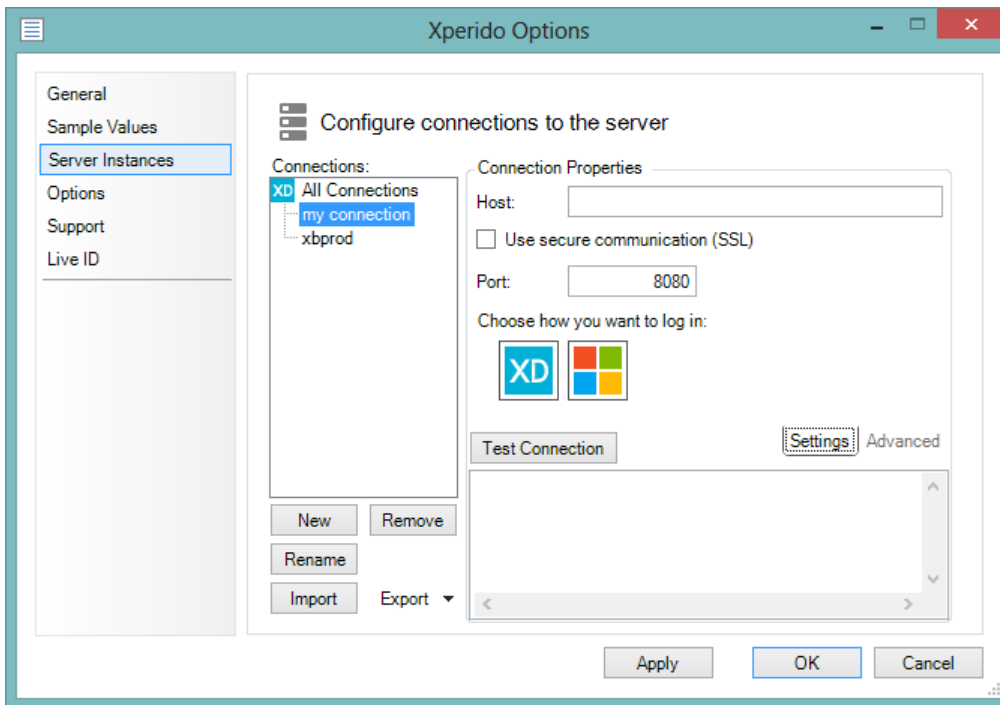 Xperido Options
General
Sample Values
Server Instances
Options
Support
Live ID
Configure connections to the server
Connections:
XD All Connections
my connection
xbprod
New Remove
Rename
Import Export
Connection Properties
Host:
Use secure communication (SSL)
Port: 8080
Choose how you want to log in:
XD
Test Connection Settings Advanced
Apply OK Cancel